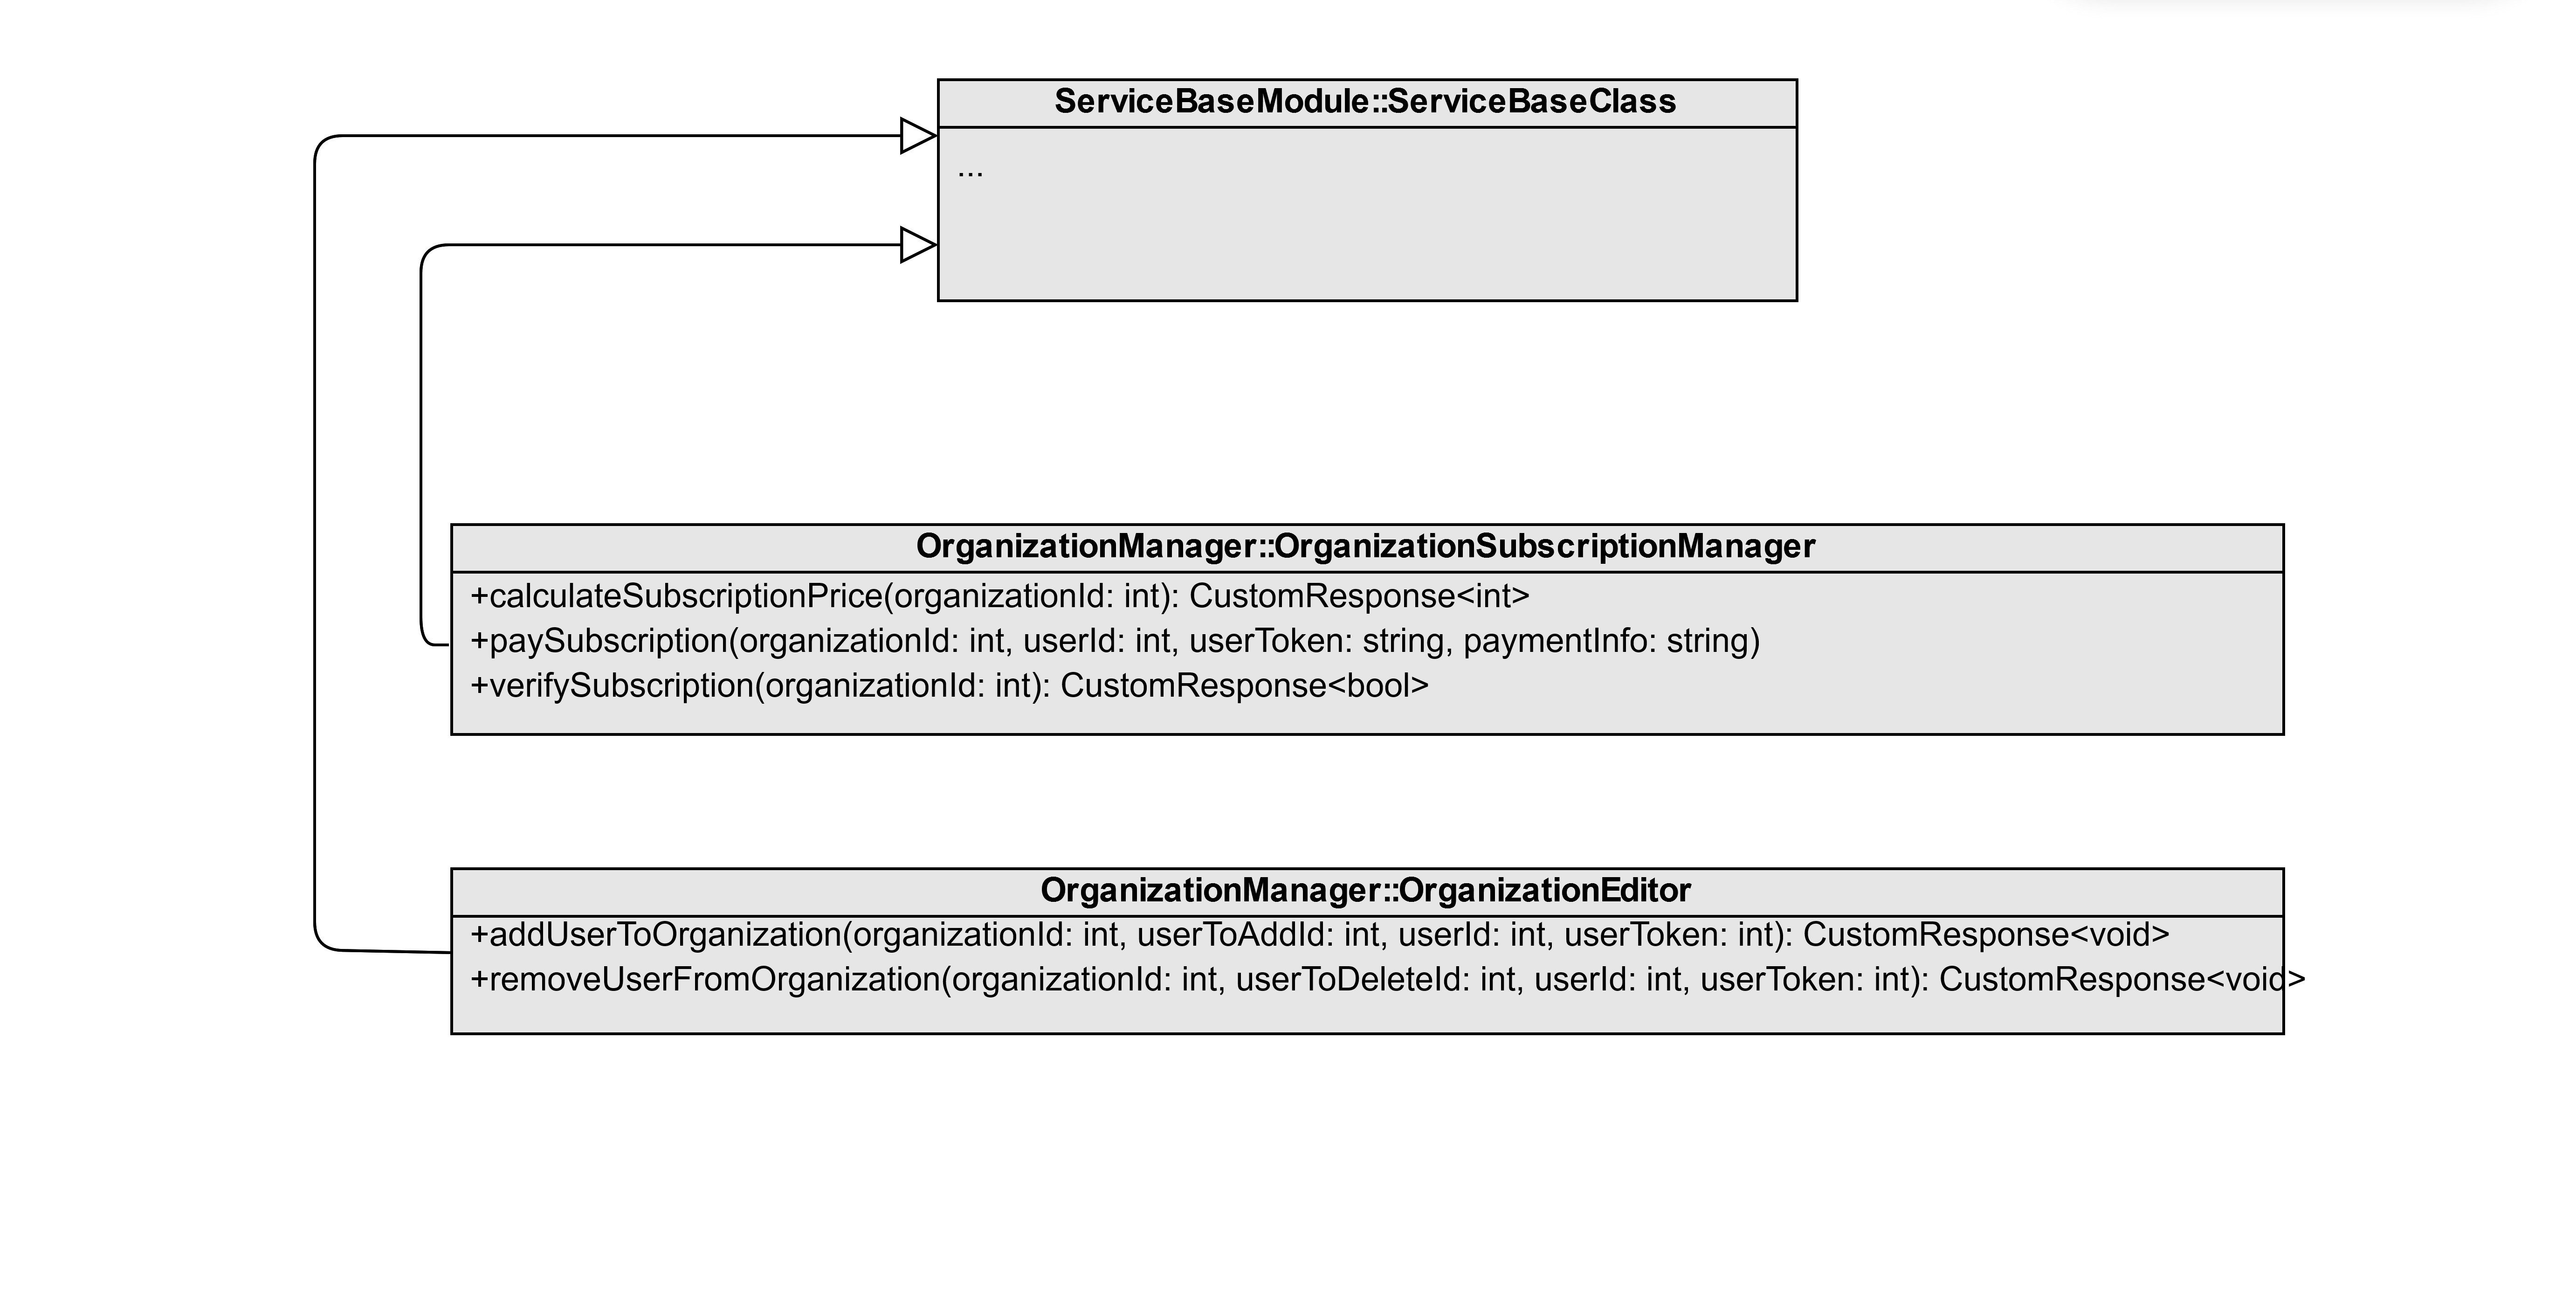 ServiceBaseModule::ServiceBaseClass
...
OrganizationManager::OrganizationSubscriptionManager
+calculateSubscriptionPrice(organizationId: int): CustomResponse<int>
+paySubscription(organizationId: int, userId: int, userToken: string, paymentInfo: string)
+verifySubscription(organizationId: int): CustomResponse<bool>
OrganizationManager::OrganizationEditor
+addUserToOrganization(organizationId: int, userToAddId: int, userId: int, userToken: int): CustomResponse<void>
+removeUserFromOrganization(organizationId: int, userToDeleteId: int, userId: int, userToken: int): CustomResponse<void>